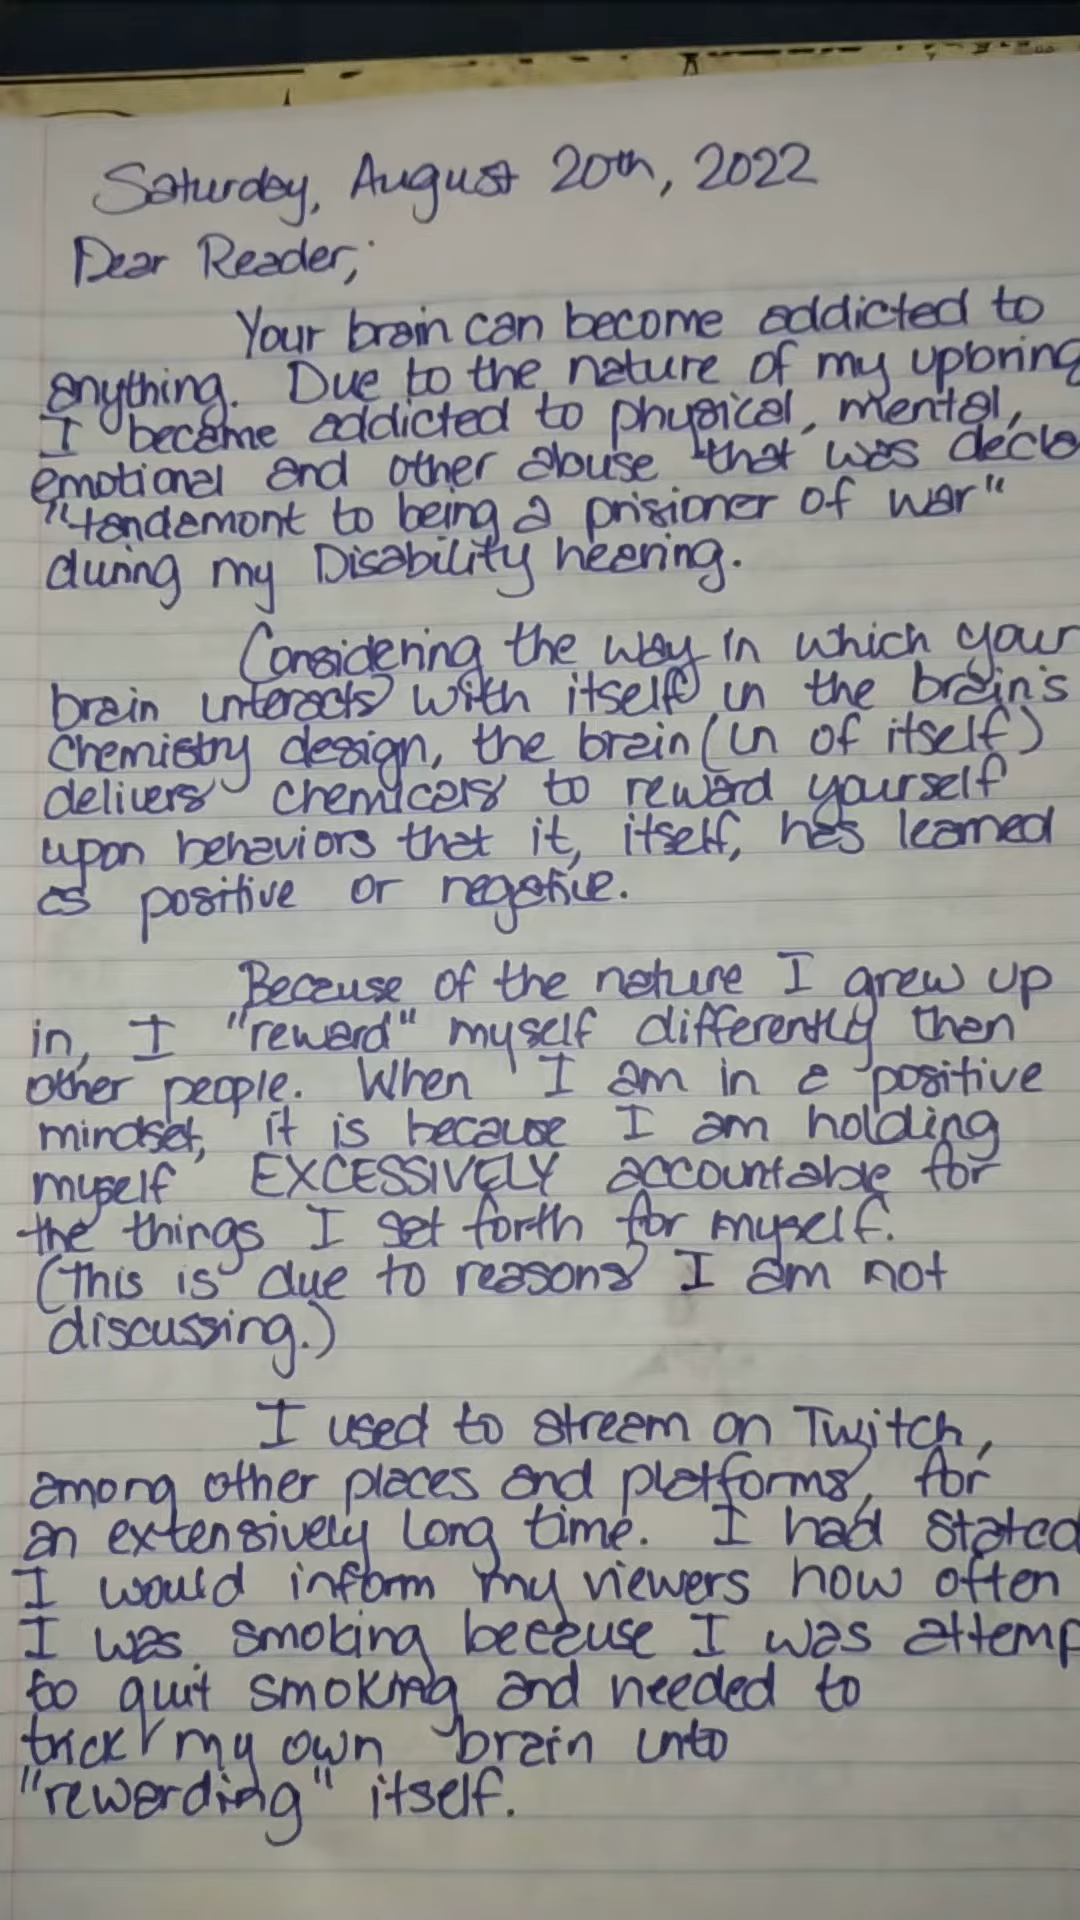 Saturday, August 20th, 2022
Dear Reader,
Your brain can become addicted to
anything. Due to the nature of my upbring
I became addicted to physical, mental,
emotional and other abuse that was decla
"tandemont to being a prisioner of war"
during my Disability hearing.
Considering the way in which your
brain interacts with itself in the brain's
chemistry design, the brain (in of itself)
delivers chemicals to reward yourself
upon behaviors that it, itself, has learned
as positive or negative.
Because of the nature I grew up
in, I "reward" myself differently then
other people. When I am in a positive
mindset, it is because I am holding
myself EXCESSIVELY accountable for
the things I set forth for myself.
(this is due to reasons I am not
discussing.)
I used to stream on Twitch,
among other places and platforms, for
an extensively long time. I had stated
I would inform my viewers how often
I was smoking because I was attemp
to quit smoking and needed to
trick my own brain into
"rewarding" itself.